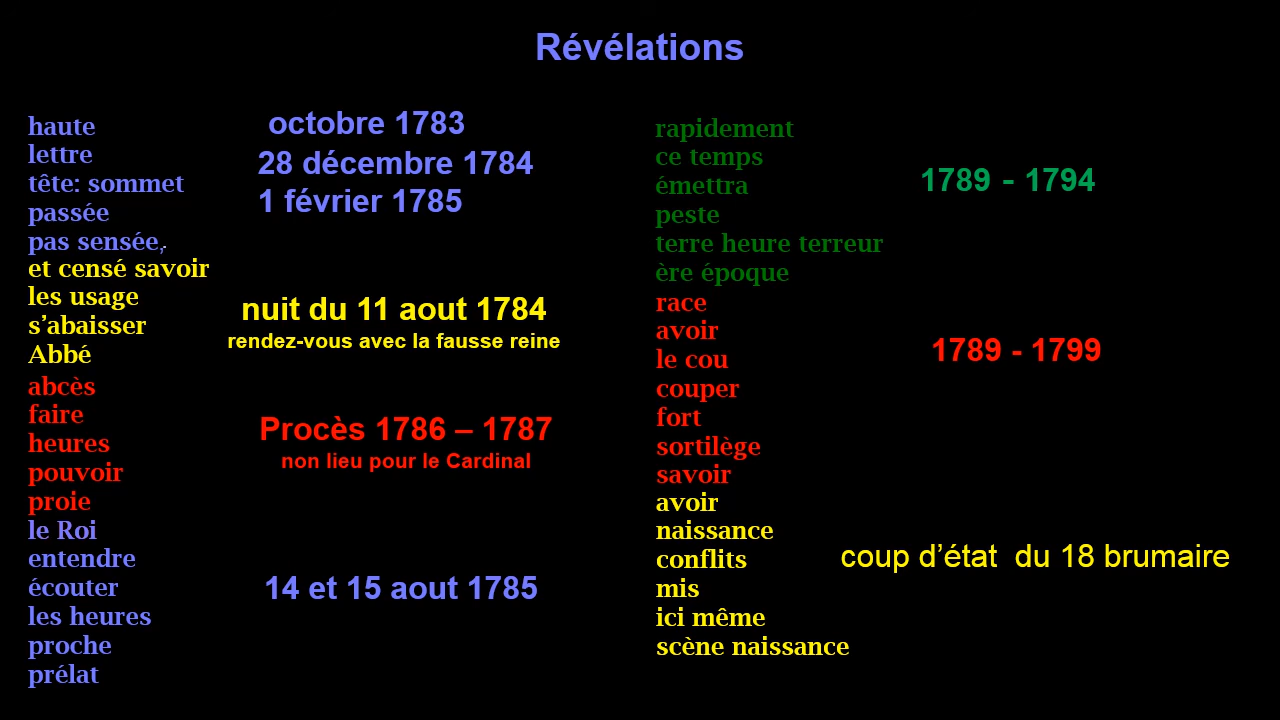 Révélations
haute
lettre
tête: sommet
passée
pas sensée,.
et censé savoir
les usage
s’abaisser
Abbé
abcès
faire
heures
pouvoir
proie
le Roi
entendre
écouter
les heures
proche
prélat
octobre 1783
28 décembre 1784
1 février 1785
nuit du 11 aout 1784
rendez-vous avec la fausse reine
Procès 1786 – 1787
non lieu pour le Cardinal
14 et 15 aout 1785
rapidement
ce temps
émettra
peste
terre heure terreur
ère époque
race
avoir
le cou
couper
fort
sortilège
savoir
avoir
naissance
conflits
mis
ici même
scène naissance
1789 - 1794
1789 - 1799
coup d’état  du 18 brumaire